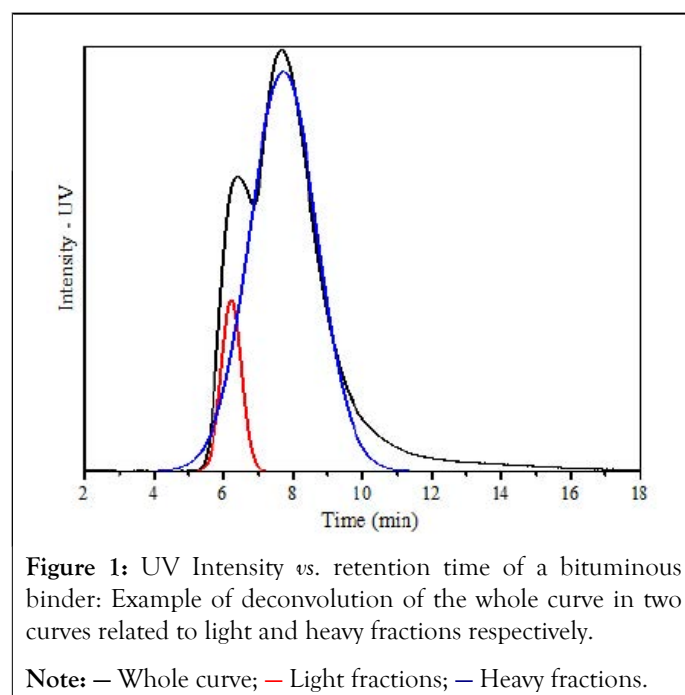 Intensity - UV
2 4 6 8 10 12 14 16 18
Time (min)
Figure 1: UV Intensity vs. retention time of a bituminous
binder: Example of deconvolution of the whole curve in two
curves related to light and heavy fractions respectively.
Note: — Whole curve; — Light fractions; — Heavy fractions.